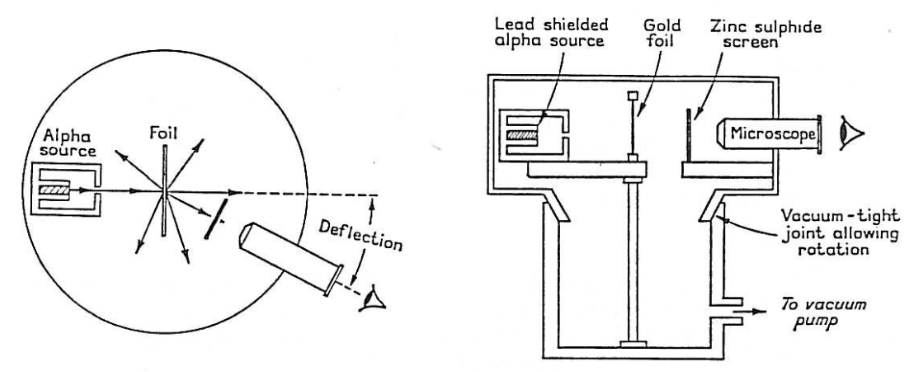 Alpha
source
Foil
Deflection
Lead shielded
alpha source
Gold
foil
Zinc sulphide
screen
Microscope
Vacuum-tight
joint allowing
rotation
To vacuum
pump